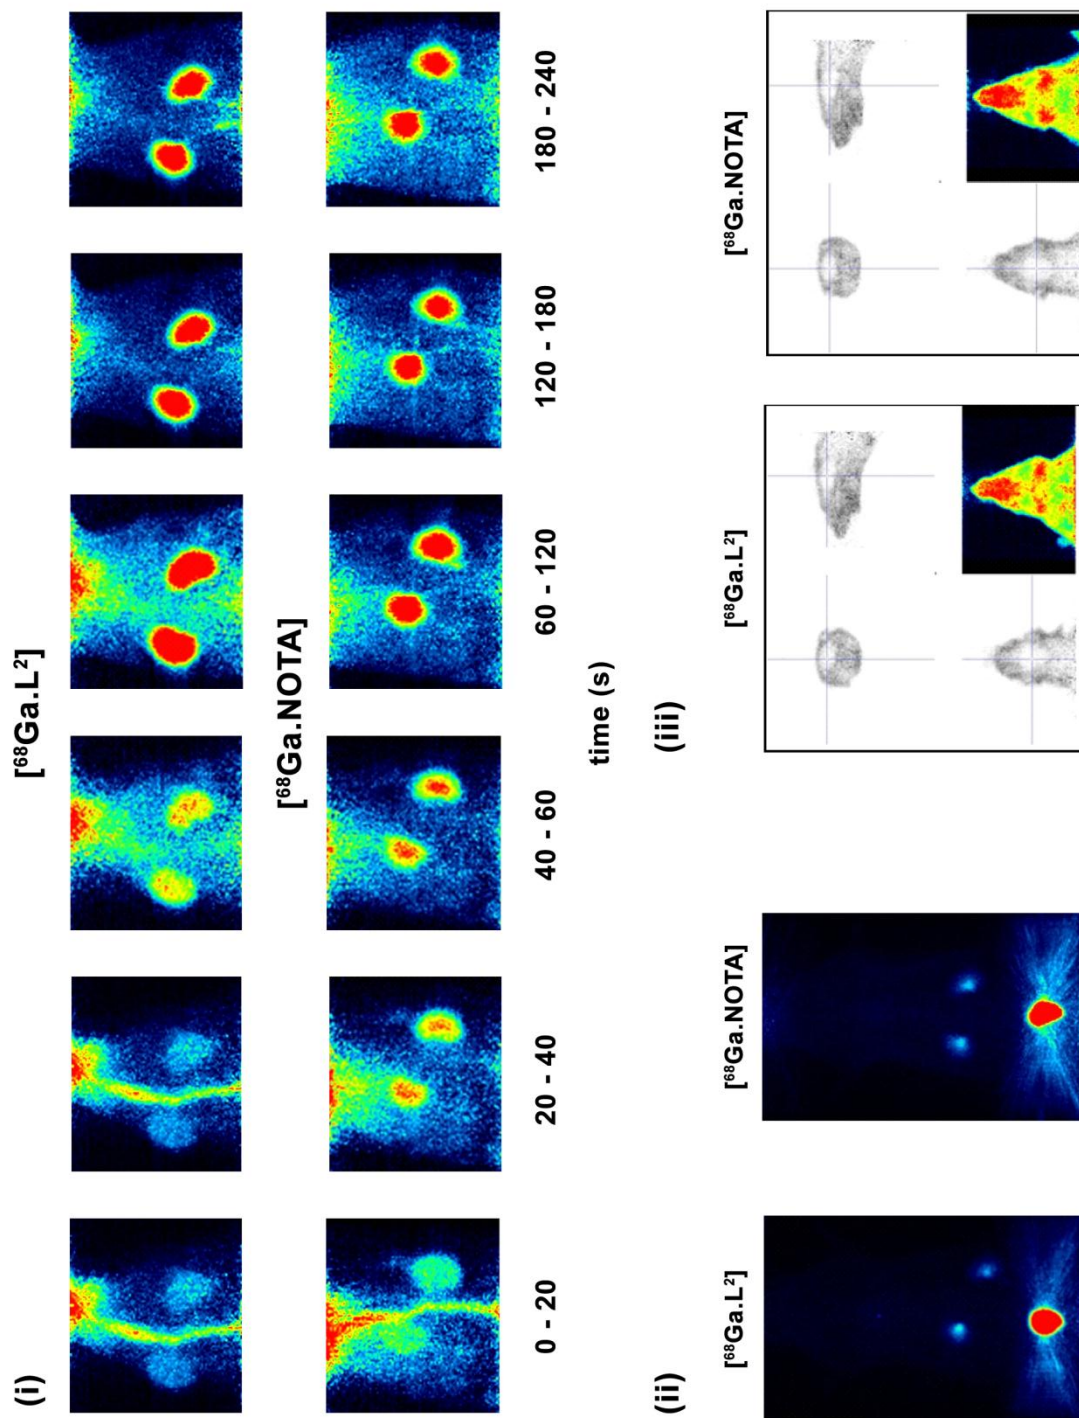 (i)
[⁶⁸Ga.L²]
[⁶⁸Ga.NOTA]
0 - 20
20 - 40
40 - 60
60 - 120
120 - 180
180 - 240
time (s)
(ii)
[⁶⁸Ga.L²]
[⁶⁸Ga.NOTA]
(iii)
[⁶⁸Ga.L²]
[⁶⁸Ga.NOTA]